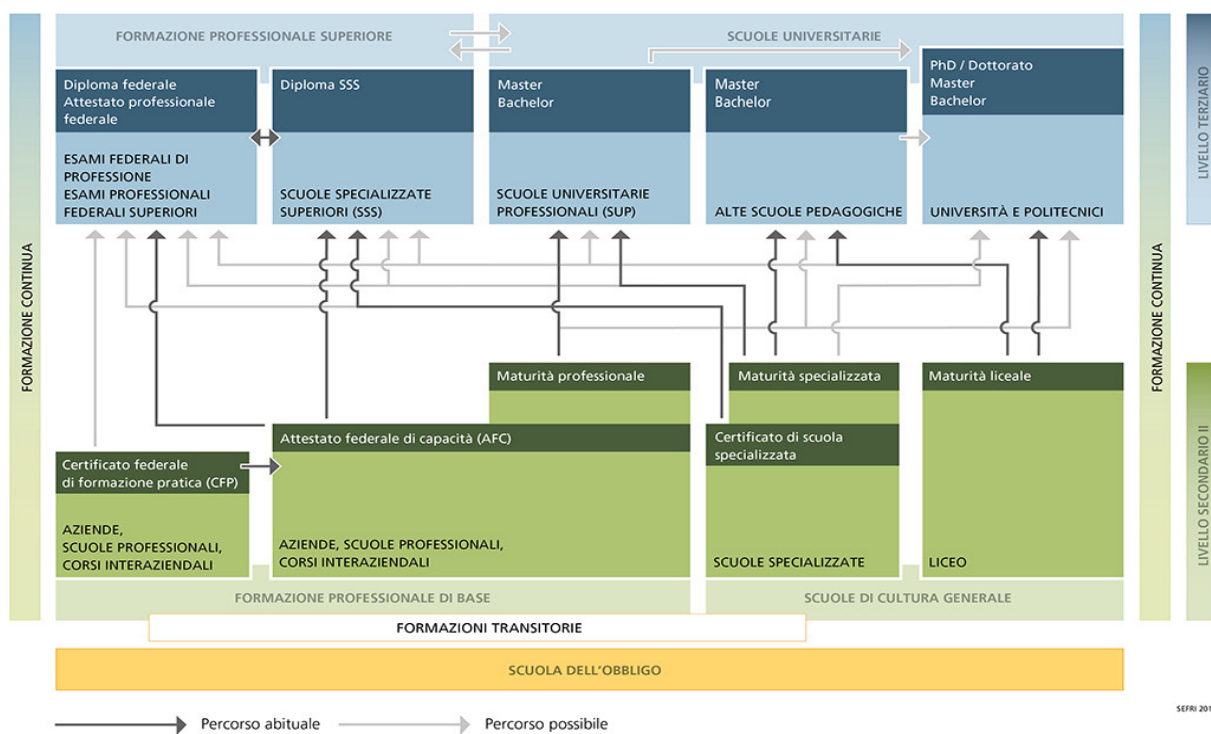 FORMAZIONE PROFESSIONALE SUPERIORE
SCUOLE UNIVERSITARIE
Diploma federale
Attestato professionale
federale
ESAMI FEDERALI DI
PROFESSIONE
ESAMI PROFESSIONALI
FEDERALI SUPERIORI
Diploma SSS
SCUOLE SPECIALIZZATE
SUPERIORI (SSS)
Master
Bachelor
SCUOLE UNIVERSITARIE
PROFESSIONALI (SUP)
Master
Bachelor
ALTE SCUOLE PEDAGOGICHE
PhD / Dottorato
Master
Bachelor
UNIVERSITÀ E POLITECNICI
LIVELLO TERZIARIO
FORMAZIONE CONTINUA
FORMAZIONE CONTINUA
Maturità professionale
Maturità specializzata
Maturità liceale
Attestato federale di capacità (AFC)
Certificato di scuola
specializzata
Certificato federale
di formazione pratica (CFP)
AZIENDE,
SCUOLE PROFESSIONALI,
CORSI INTERAZIENDALI
AZIENDE, SCUOLE PROFESSIONALI,
CORSI INTERAZIENDALI
SCUOLE SPECIALIZZATE
LICEO
LIVELLO SECONDARIO II
FORMAZIONE PROFESSIONALE DI BASE
SCUOLE DI CULTURA GENERALE
FORMAZIONI TRANSITORIE
SCUOLA DELL'OBBLIGO
Percorso abituale
Percorso possibile
SEFRI